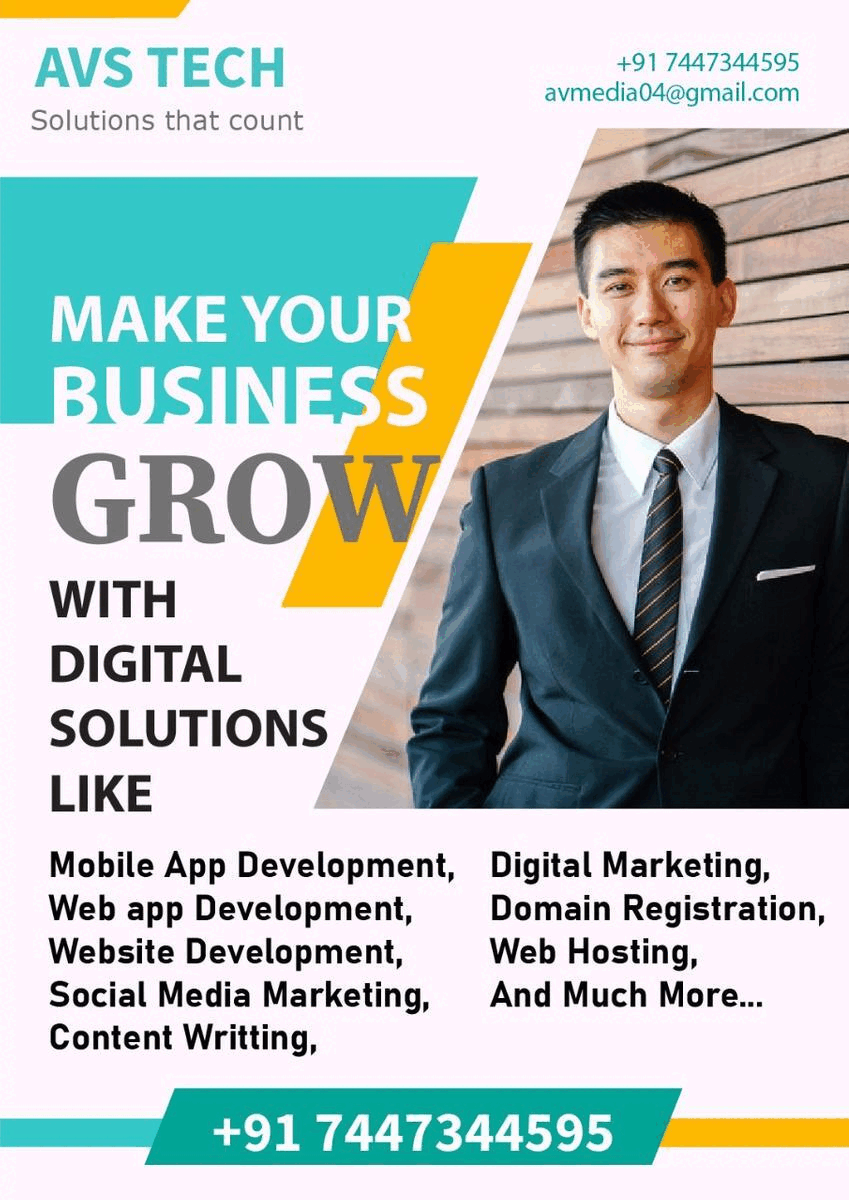 AVS TECH
Solutions that count
+91 7447344595
avmedia04@gmail.com
MAKE YOUR
BUSINESS
GROW
WITH
DIGITAL
SOLUTIONS
LIKE
Mobile App Development,
Web app Development,
Website Development,
Social Media Marketing,
Content Writting,
Digital Marketing,
Domain Registration,
Web Hosting,
And Much More...
+91 7447344595